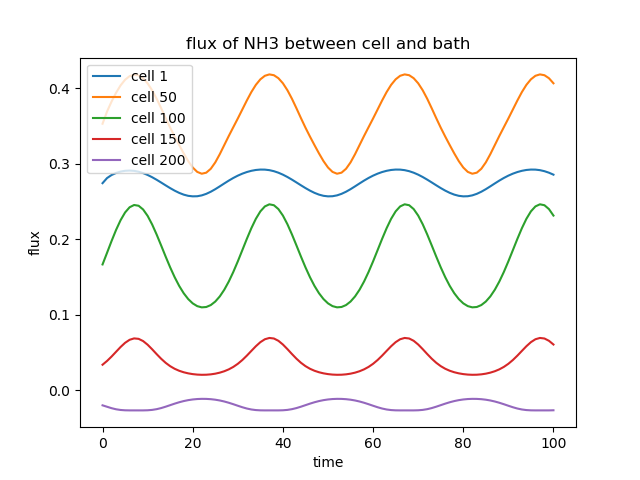 flux of NH3 between cell and bath
cell 1
cell 50
cell 100
cell 150
cell 200
flux
0.4
0.3
0.2
0.1
0.0
0 20 40 60 80 100
time